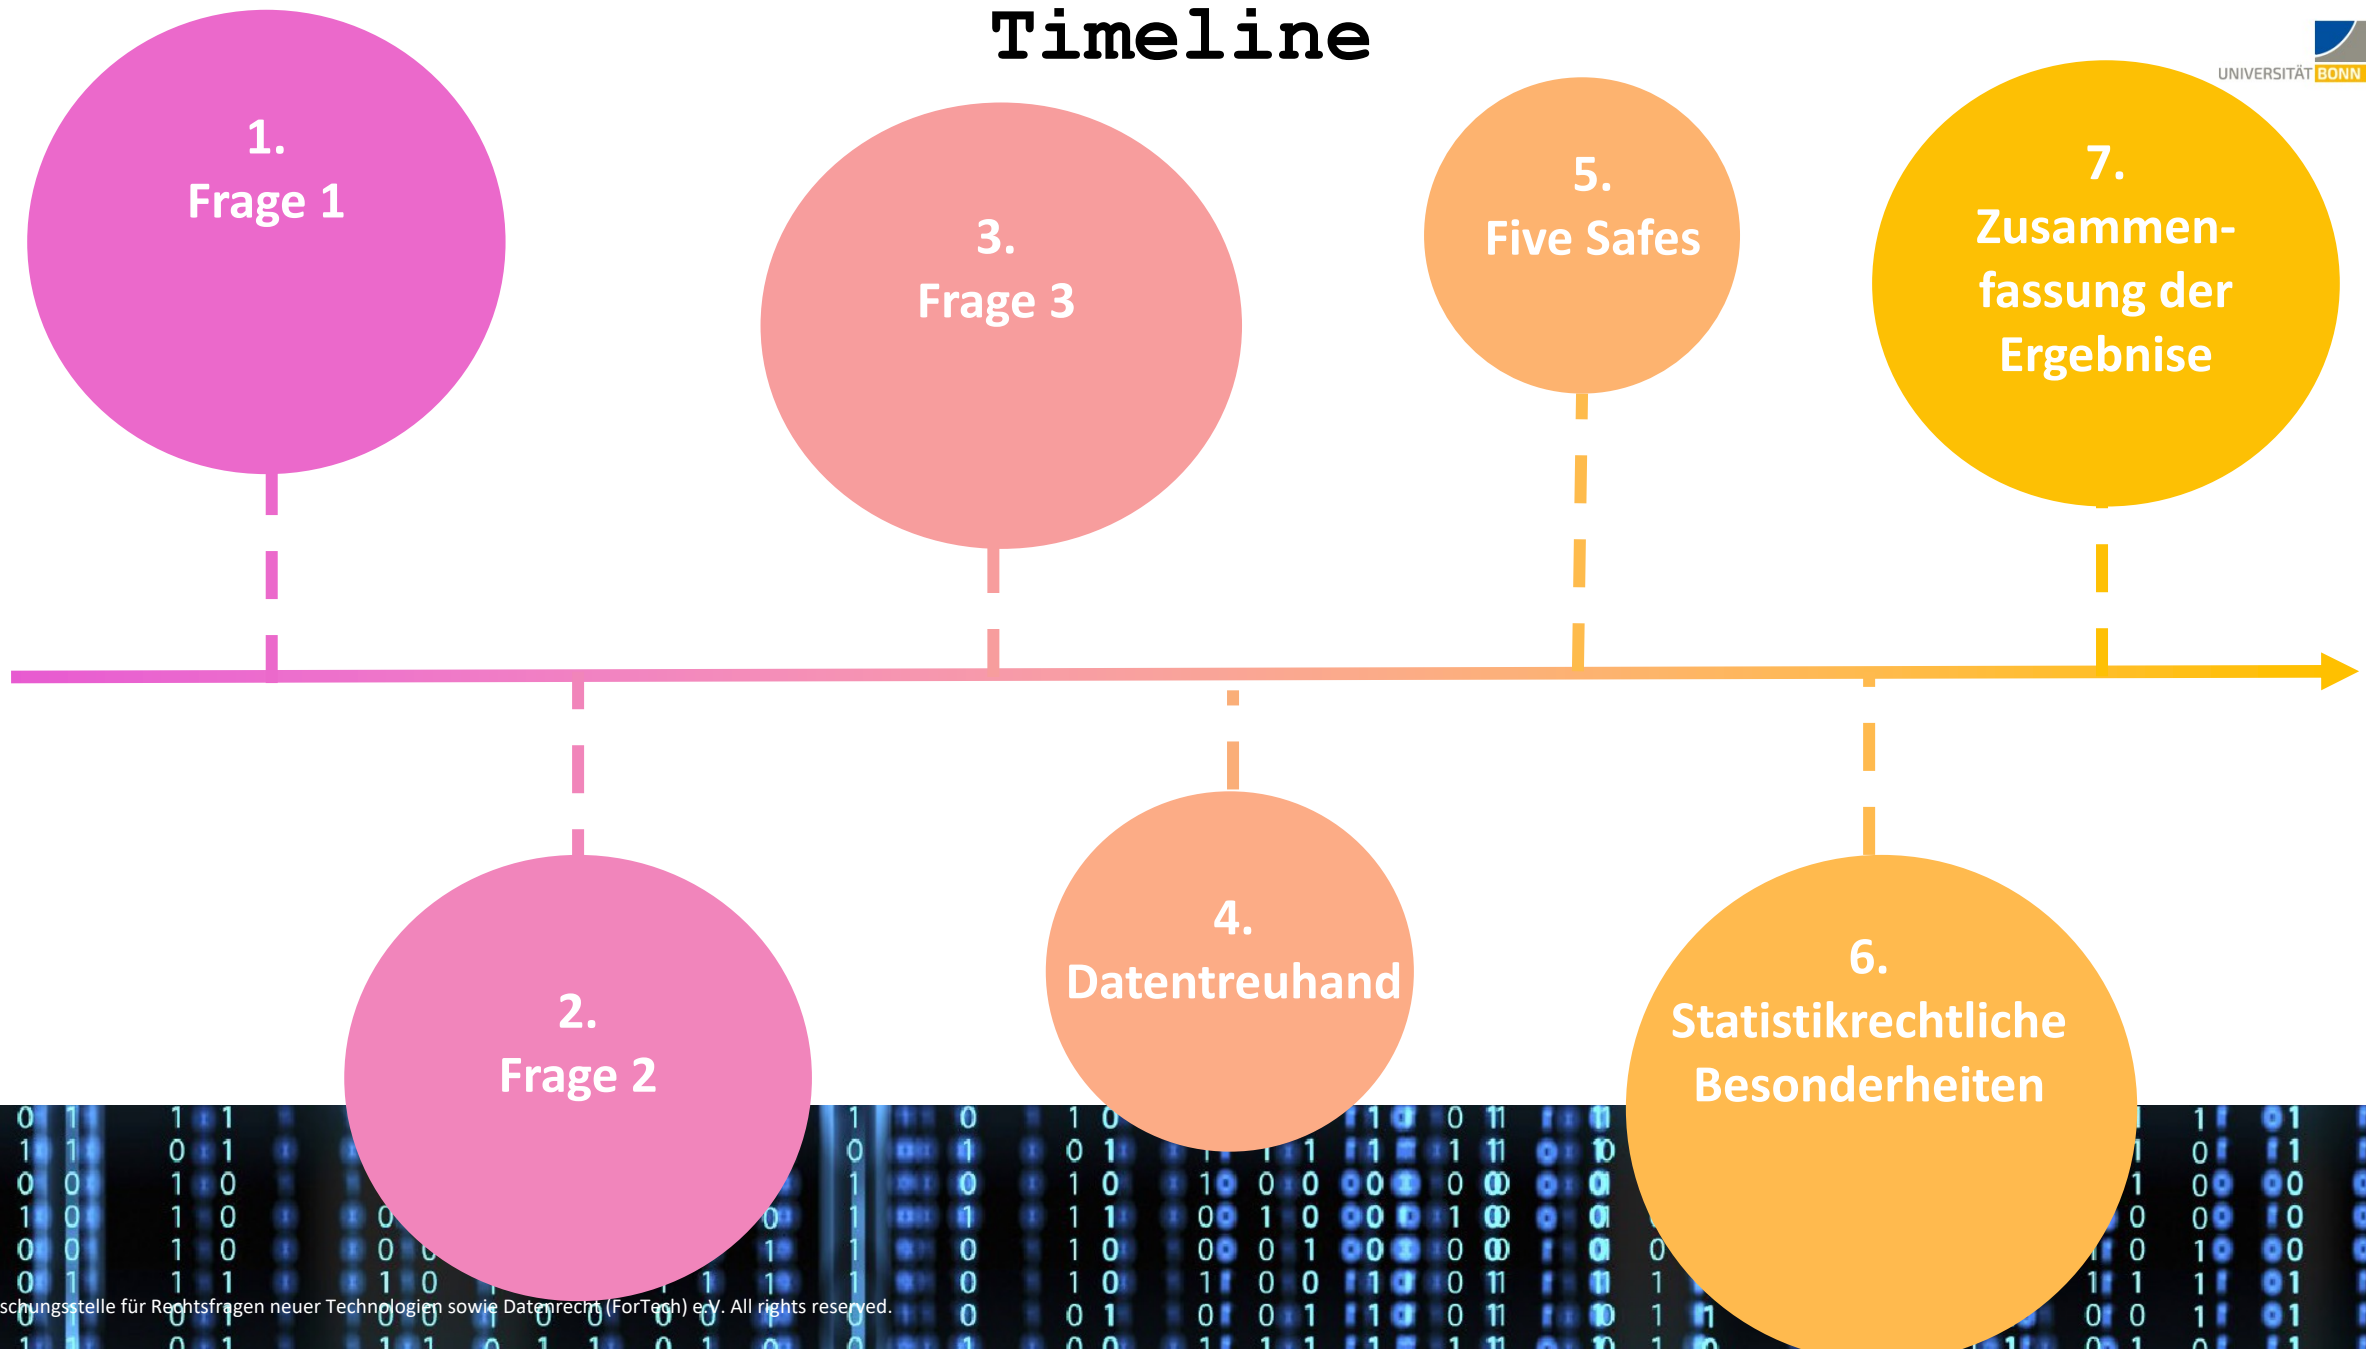 Timeline
UNIVERSITÄT BONN
1.
Frage 1
2.
Frage 2
3.
Frage 3
4.
Datentreuhand
5.
Five Safes
6.
Statistikrechtliche
Besonderheiten
7.
Zusammen-
fassung der
Ergebnise
schungsstelle für Rechtsfragen neuer Technologien sowie Datenrecht (ForTech) e.V. All rights reserved.